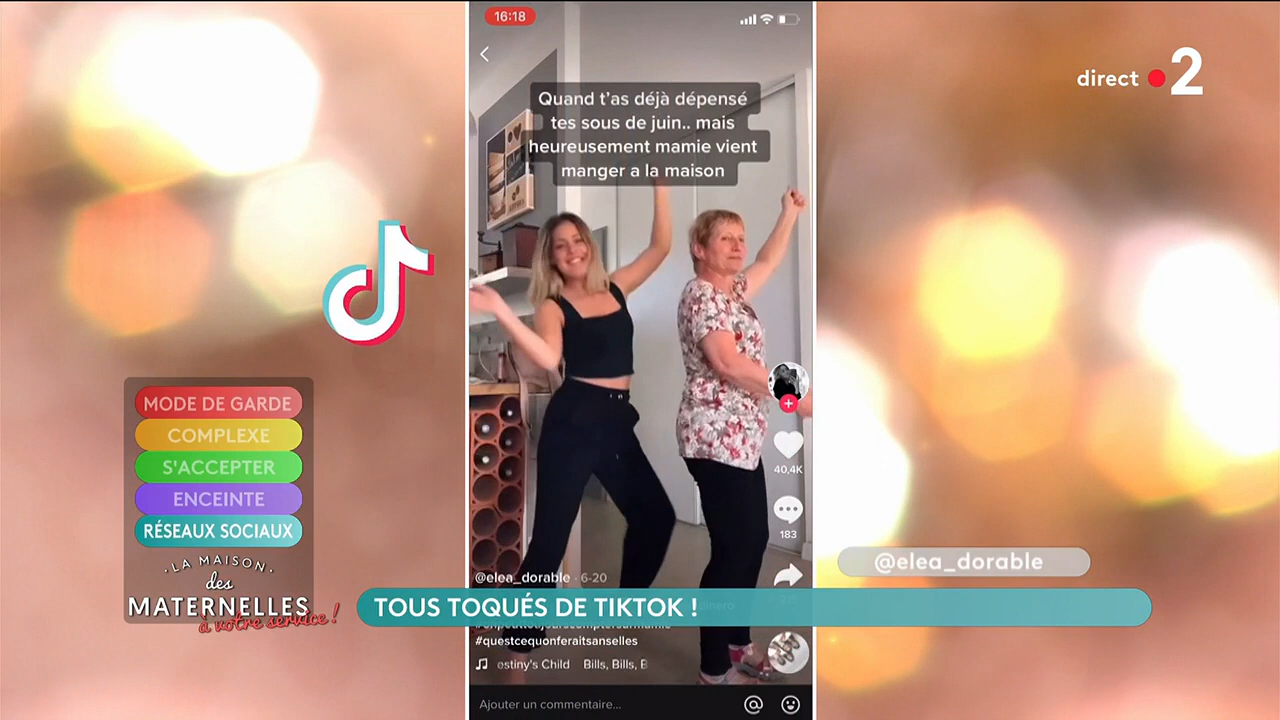 16:18
direct 2
Quand t'as déjà dépensé
tes sous de juin.. mais
heureusement mamie vient
manger a la maison
MODE DE GARDE
COMPLEXE
S'ACCEPTER
ENCEINTE
RÉSEAUX SOCIAUX
LA MAISON
des
MATERNELLES
à votre service !
40,4K
183
@elea_dorable
@elea_dorable · 6-20
TOUS TOQUÉS DE TIKTOK !
#questcequonferaitsanselles
estiny's Child Bills, Bills, B
Ajouter un commentaire...